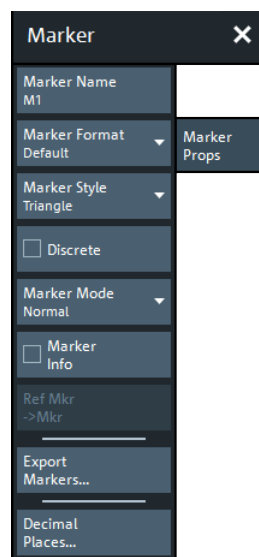 Marker
Marker Name
M1
Marker Format
Default
Marker Style
Triangle
Discrete
Marker Mode
Normal
Marker
Info
Ref Mkr
->Mkr
Export
Markers...
Decimal
Places...
Marker
Props